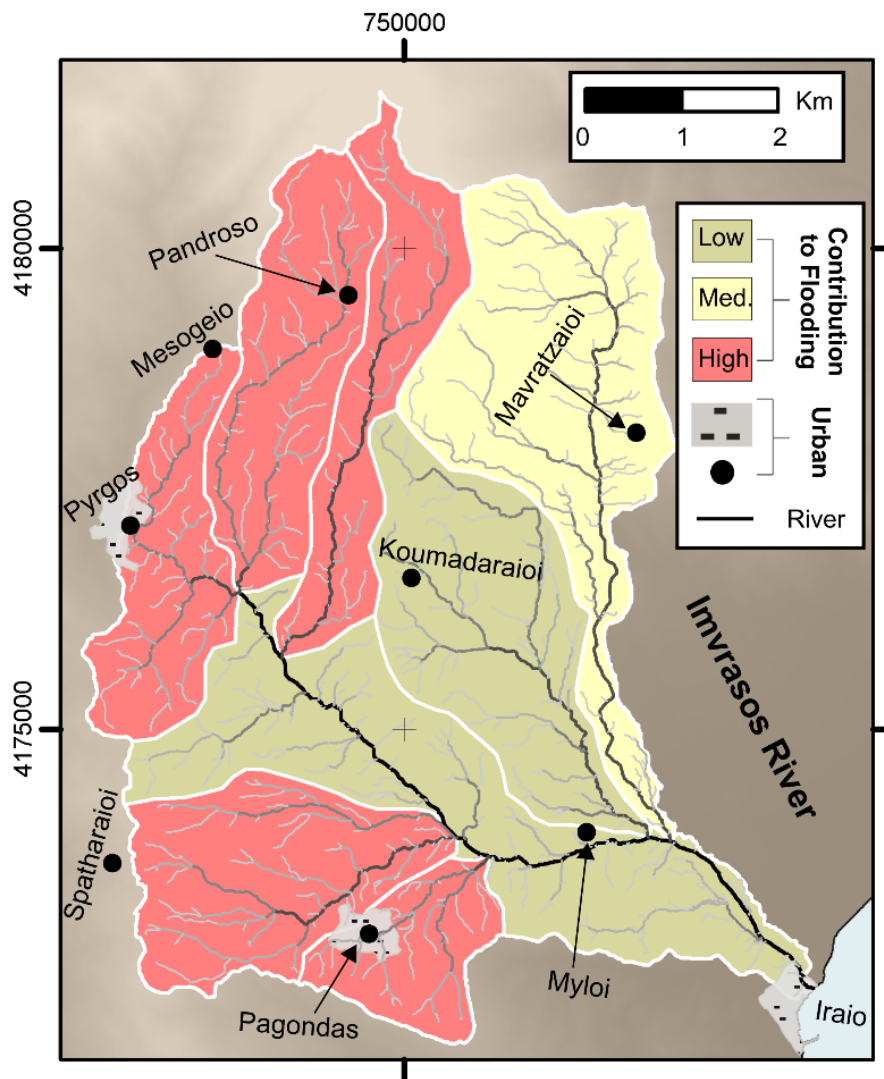 750000
Km
0 1 2
4180000
4175000
Low
Med.
High
Contribution
to Flooding
Urban
River
Pandroso
Mesogeio
Mavratzaioi
Pyrgos
Koumadaraioi
Imvrasos River
Spatharaioi
Myloi
Pagondas
Iraio